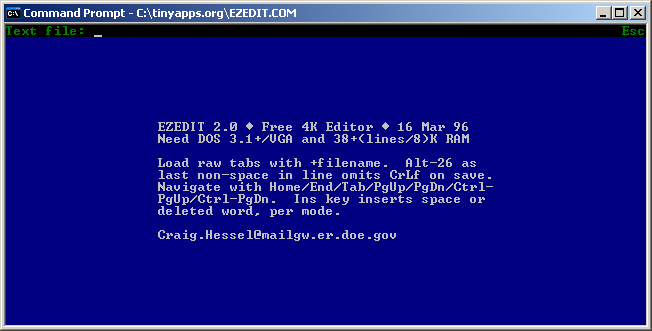 Command Prompt - C:\tinyapps.org\EZEDIT.COM
Text file: _ Esc
EZEDIT 2.0 ♦ Free 4K Editor ♦ 16 Mar 96
Need DOS 3.1+/VGA and 38+(lines/8)K RAM
Load raw tabs with +filename.  Alt-26 as
last non-space in line omits CrLf on save.
Navigate with Home/End/Tab/PgUp/PgDn/Ctrl-
PgUp/Ctrl-PgDn.  Ins key inserts space or
deleted word, per mode.
Craig.Hessel@mailgw.er.doe.gov